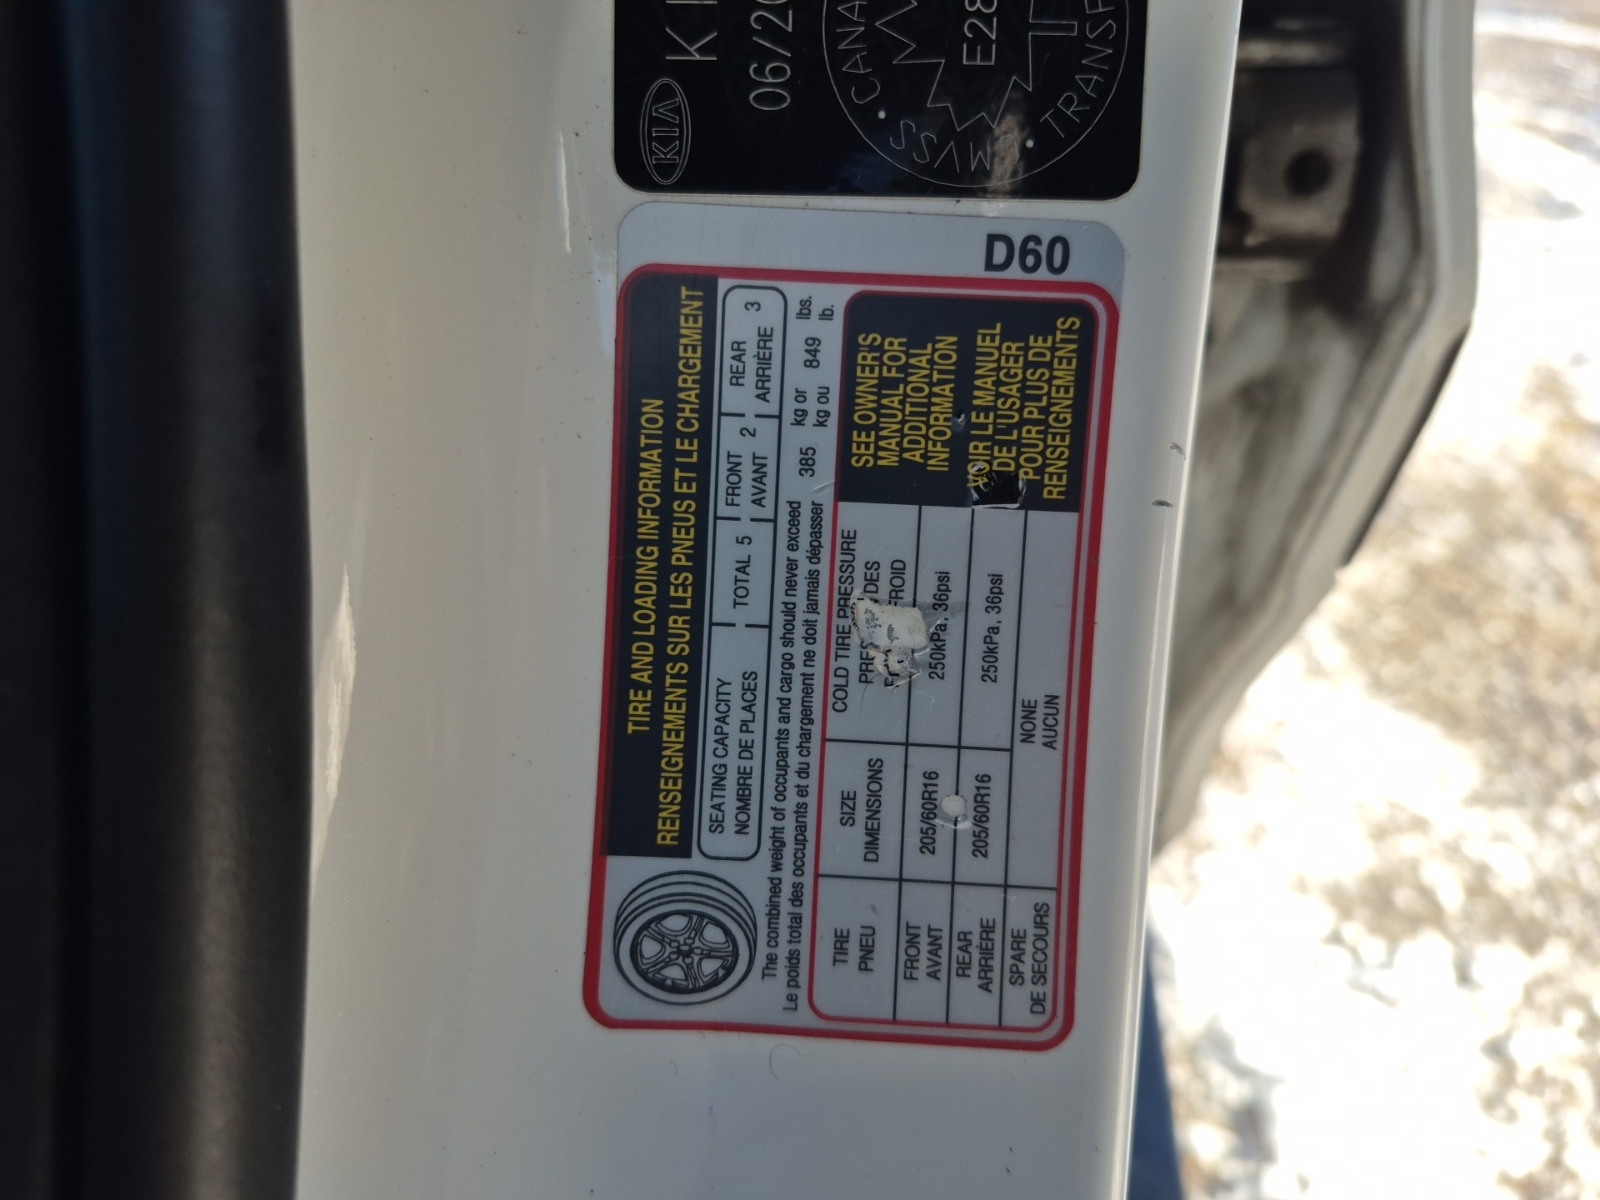 KIA
06/20
CANA
E28
TRANSF
MVSS
D60
TIRE AND LOADING INFORMATION
RENSEIGNEMENTS SUR LES PNEUS ET LE CHARGEMENT
SEATING CAPACITY
NOMBRE DE PLACES
TOTAL 5
FRONT
AVANT 2
REAR
ARRIÈRE 3
The combined weight of occupants and cargo should never exceed 385 kg or 849 lbs.
Le poids total des occupants et du chargement ne doit jamais dépasser kg ou lb.
TIRE
PNEU
SIZE
DIMENSIONS
COLD TIRE PRESSURE
DES
FROID
FRONT
AVANT
205/60R16
250kPa, 36psi
REAR
ARRIÈRE
205/60R16
250kPa, 36psi
SPARE
DE SECOURS
NONE
AUCUN
SEE OWNER'S
MANUAL FOR
ADDITIONAL
INFORMATION
VOIR LE MANUEL
DE L'USAGER
POUR PLUS DE
RENSEIGNEMENTS